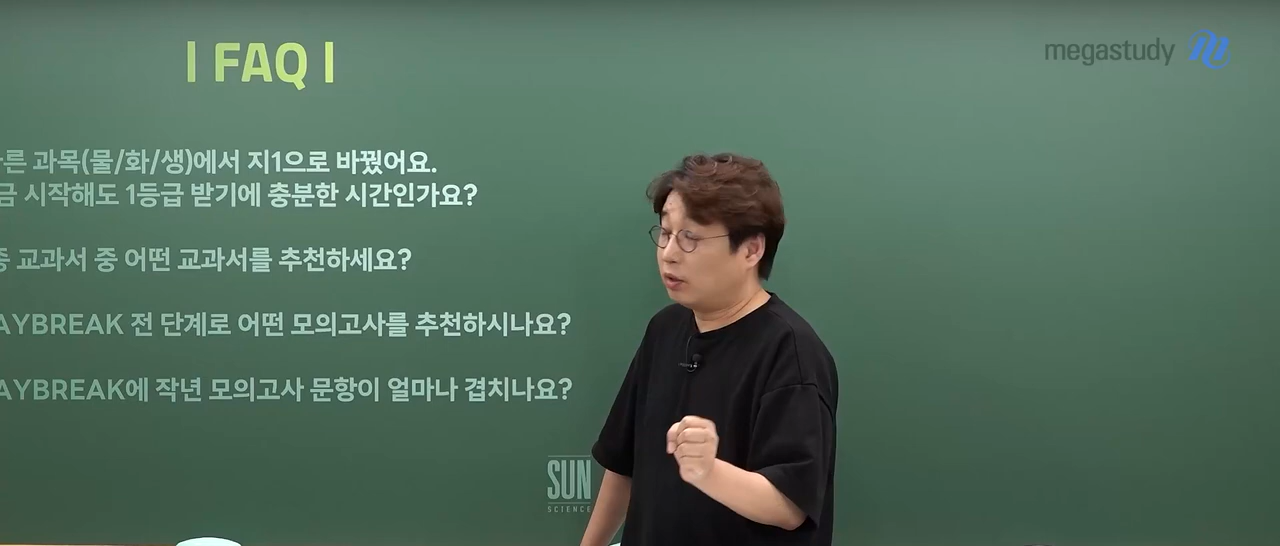 | FAQ |
megastudy
른 과목(물/화/생)에서 지1으로 바꿨어요.
금 시작해도 1등급 받기에 충분한 시간인가요?
종 교과서 중 어떤 교과서를 추천하세요?
AYBREAK 전 단계로 어떤 모의고사를 추천하시나요?
AYBREAK에 작년 모의고사 문항이 얼마나 겹치나요?
SUN
SCIENCE